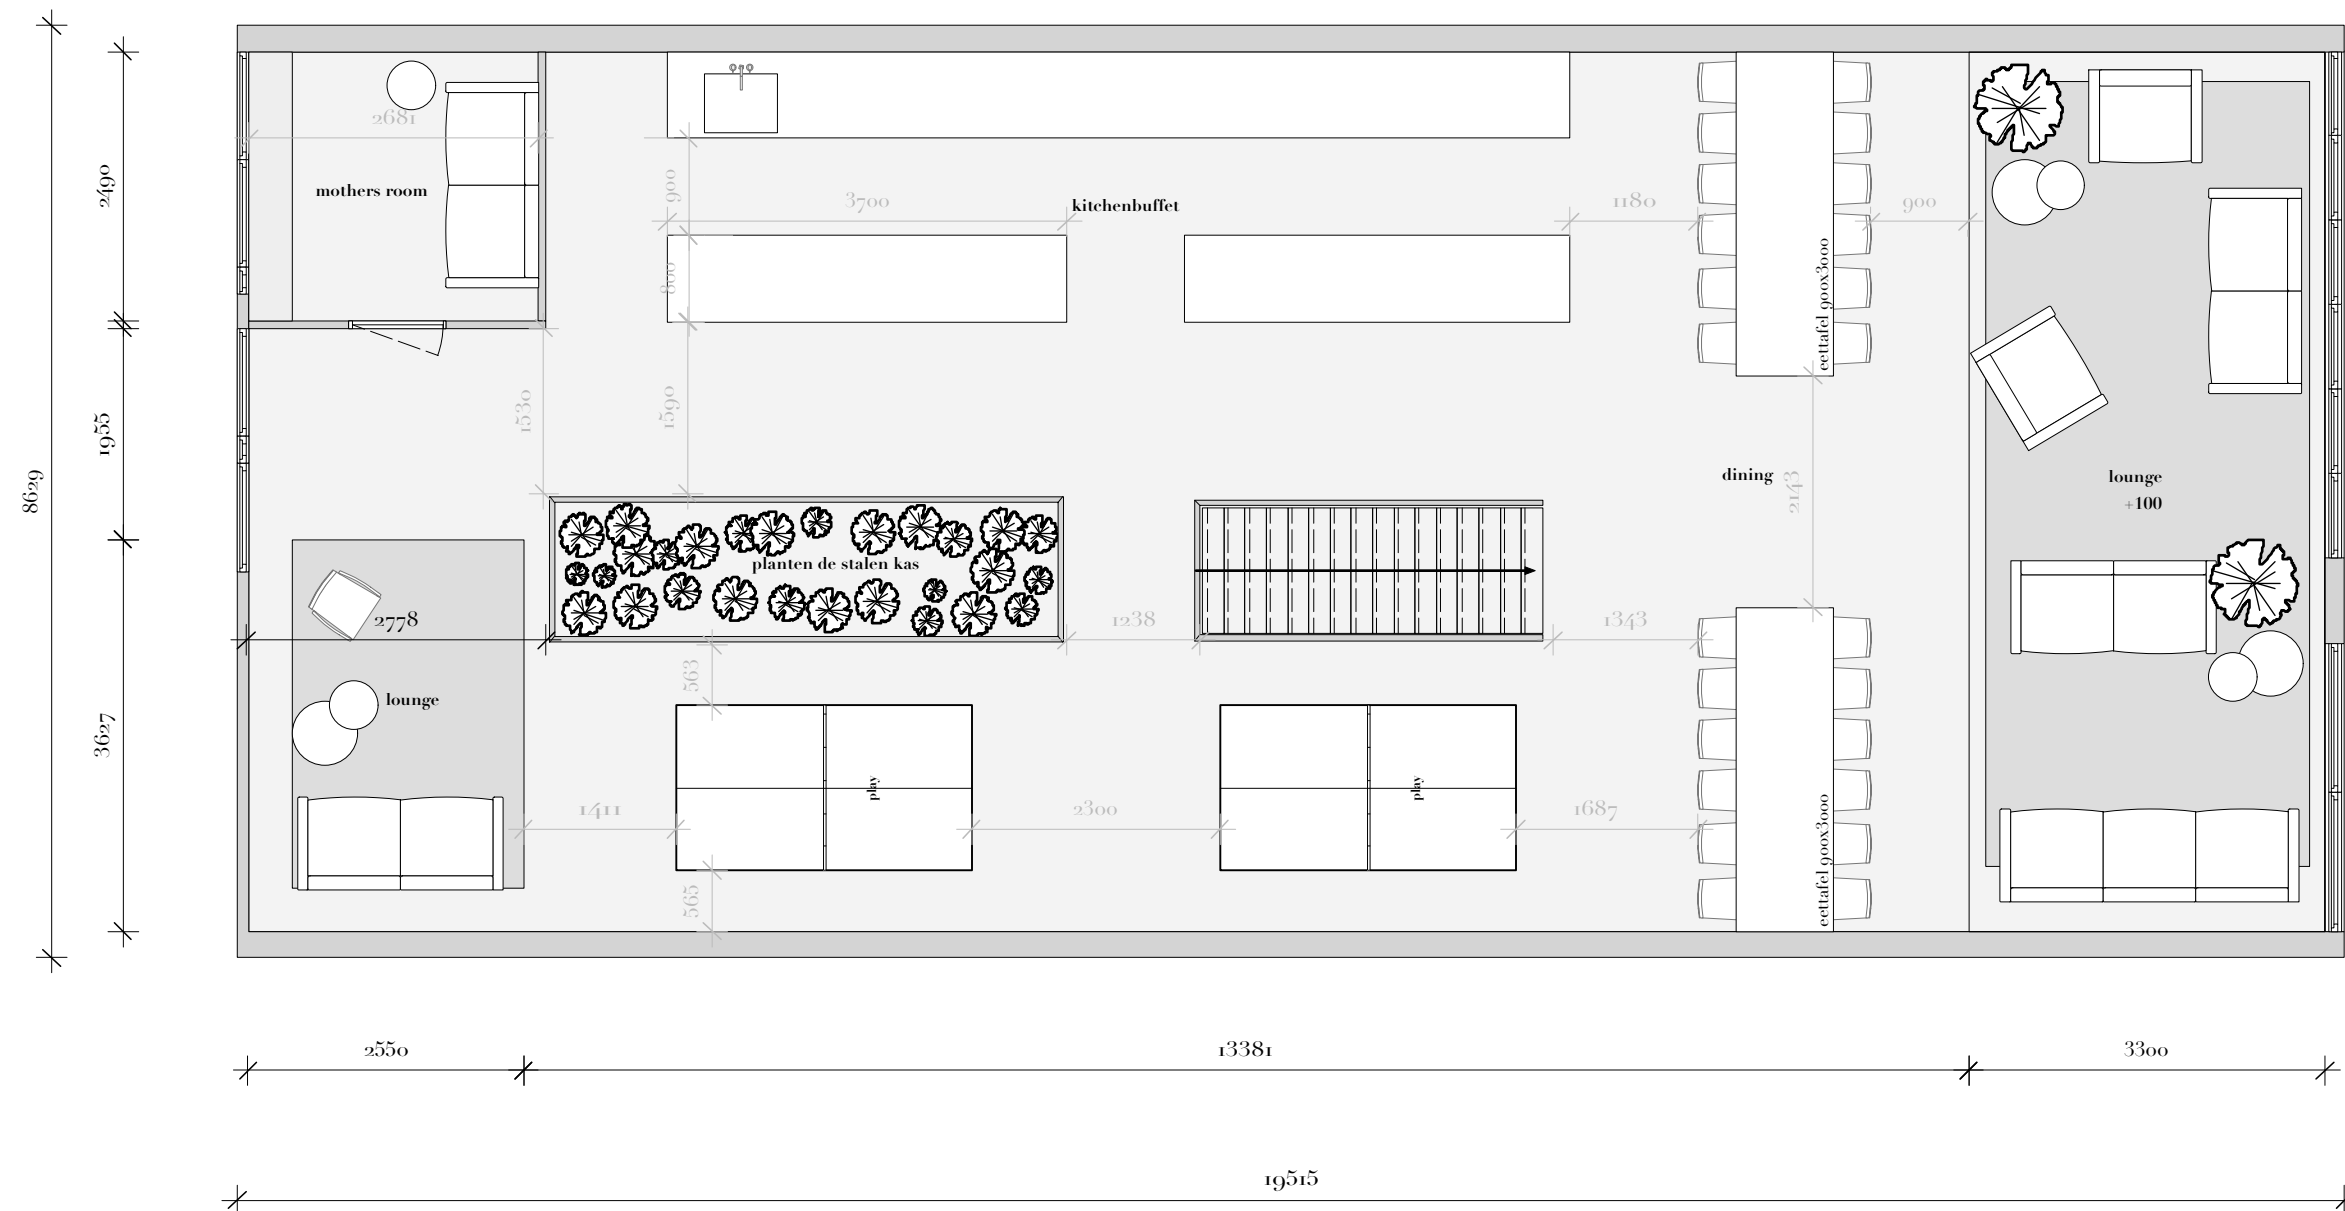 2681
2490
mothers room
900
3700
kitchenbuffet
1180
900
800
eettafel 900x3000
1530
1590
1955
8629
dining
2143
lounge
+100
planten de stalen kas
2778
1238
1343
563
lounge
3627
play
play
1411
2300
1687
eettafel 900x3000
565
2550
13381
3300
19515